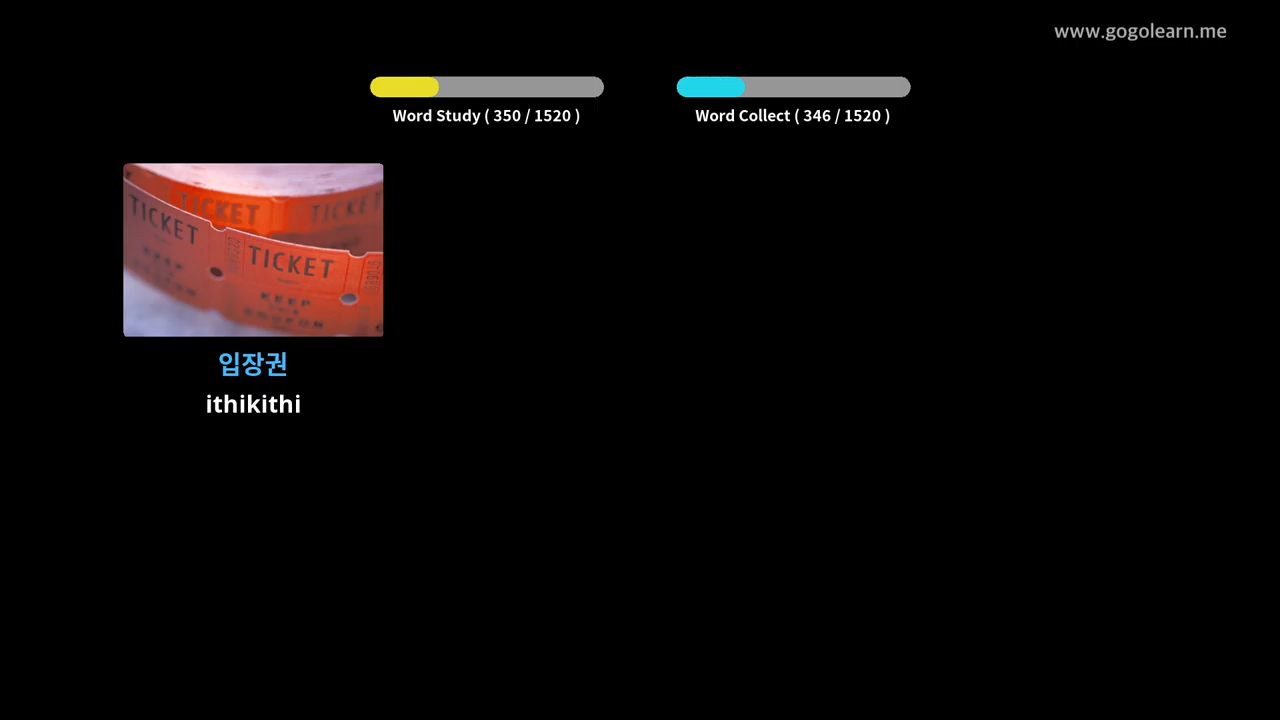 www.gogolearn.me
Word Study ( 350 / 1520 )
Word Collect ( 346 / 1520 )
TICKET
TICKET
TICKET
TICKET
KEEP
입장권
ithikithi